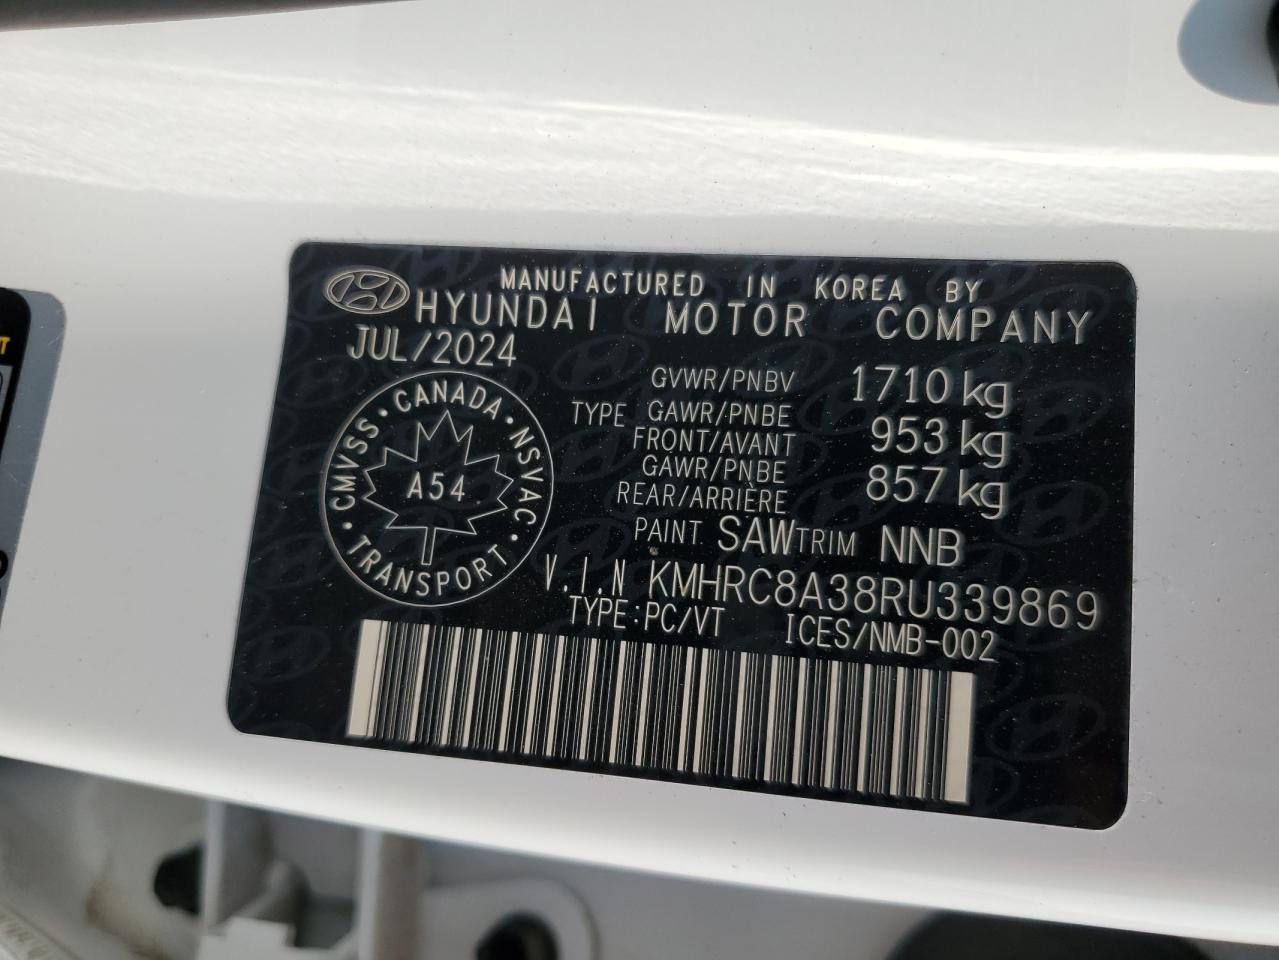 MANUFACTURED IN KOREA BY
HYUNDAI MOTOR COMPANY
JUL/2024
GVWR/PNBV 1710 kg
TYPE GAWR/PNBE
FRONT/AVANT 953 kg
GAWR/PNBE
REAR/ARRIÈRE 857 kg
PAINT SAW TRIM NNB
V.I.N KMHRC8A38RU339869
TYPE:PC/VT ICES/NMB-002
CMVSS · CANADA · NSVAC · TRANSPORT ·
A54